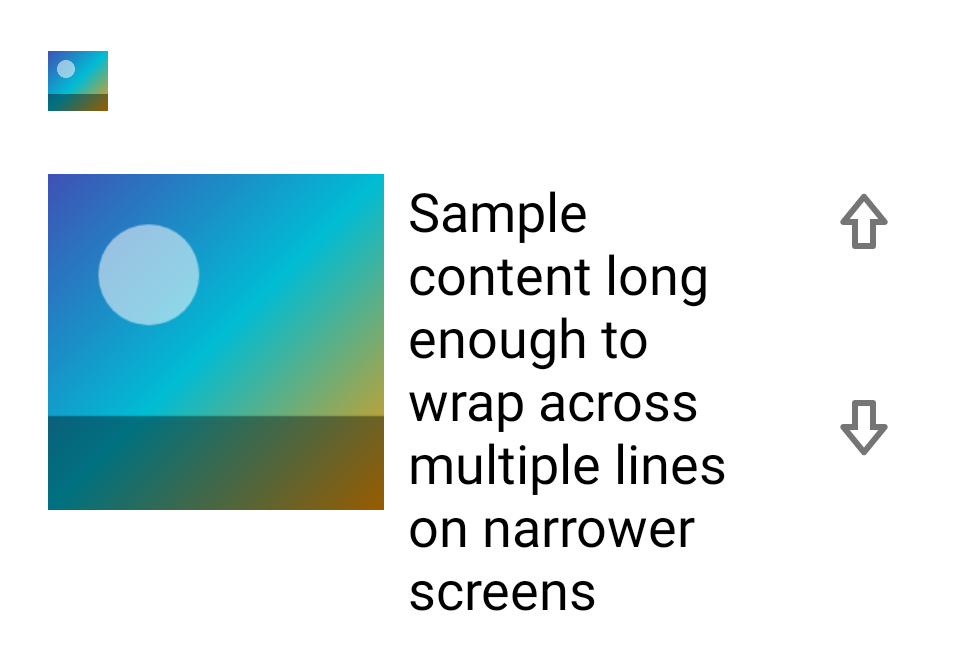 Sample
content long
enough to
wrap across
multiple lines
on narrower
screens